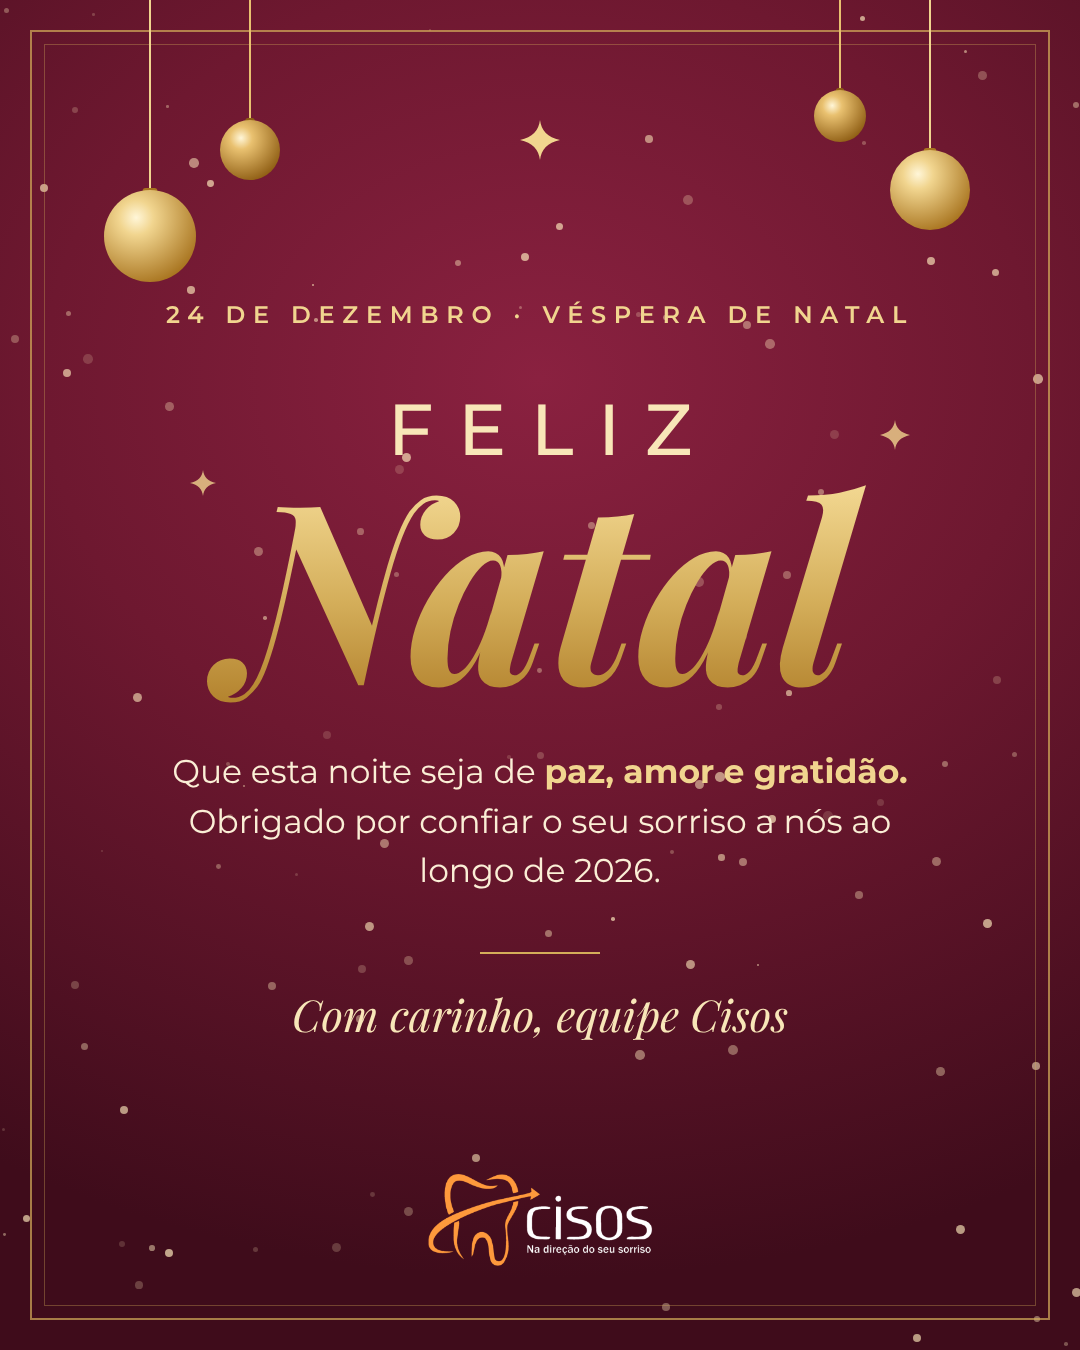 24 DE DEZEMBRO · VÉSPERA DE NATAL
FELIZ
Natal
Que esta noite seja de paz, amor e gratidão.
Obrigado por confiar o seu sorriso a nós ao
longo de 2026.
Com carinho, equipe Cisos
cisos
Na direção do seu sorriso